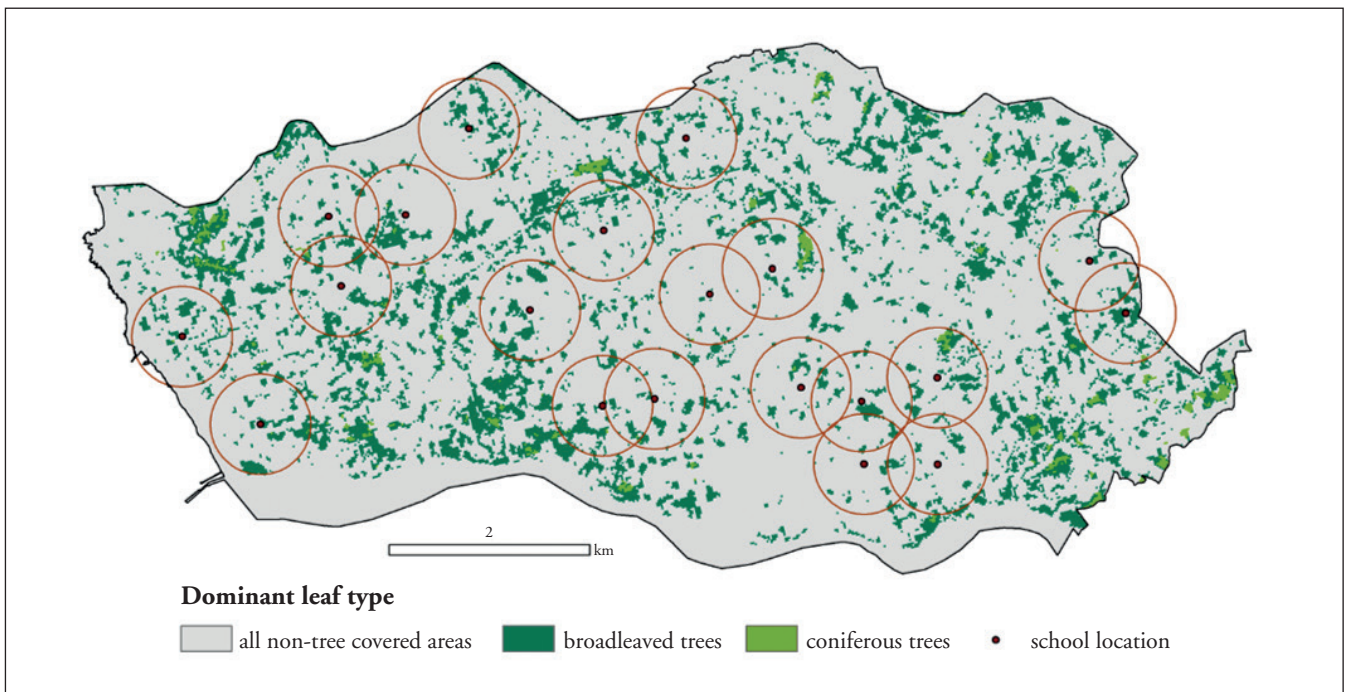 2
km
Dominant leaf type
all non-tree covered areas broadleaved trees coniferous trees school location